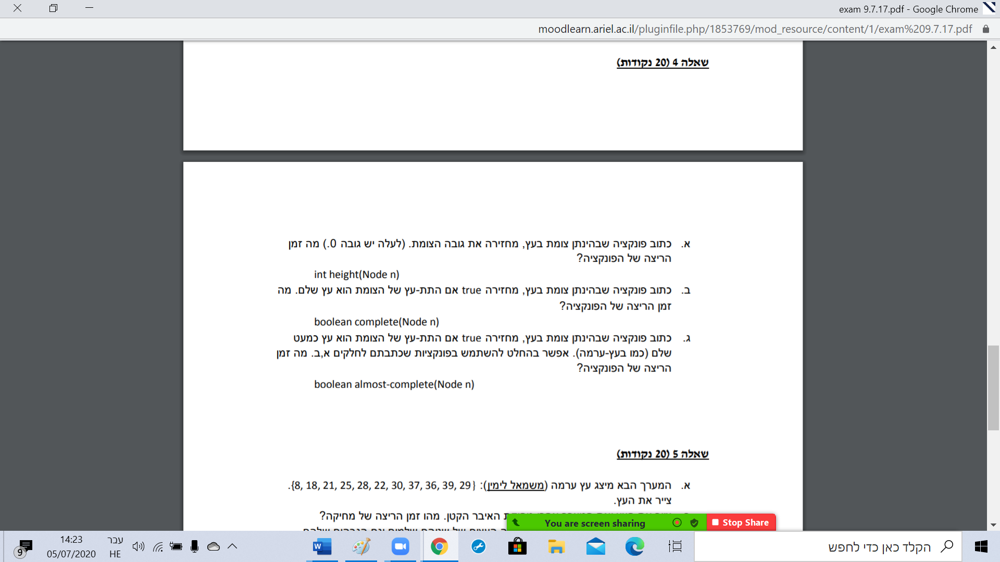 exam 9.7.17.pdf - Google Chrome
moodlearn.ariel.ac.il/pluginfile.php/1853769/mod_resource/content/1/exam%209.7.17.pdf
שאלה 4 (20 נקודות)
א. כתוב פונקציה שבהינתן צומת בעץ, מחזירה את גובה הצומת. (לעלה יש גובה 0.) מה זמן
הריצה של הפונקציה?
int height(Node n)
ב. כתוב פונקציה שבהינתן צומת בעץ, מחזירה true אם התת-עץ של הצומת הוא עץ שלם. מה
זמן הריצה של הפונקציה?
boolean complete(Node n)
ג. כתוב פונקציה שבהינתן צומת בעץ, מחזירה true אם התת-עץ של הצומת הוא עץ כמעט
שלם (כמו בעץ-ערמה). אפשר בהחלט להשתמש בפונקציות שכתבתם לחלקים א,ב. מה זמן
הריצה של הפונקציה?
boolean almost-complete(Node n)
שאלה 5 (20 נקודות)
א. המערך הבא מיצג עץ ערמה (משמאל לימין): {8, 18, 21, 25, 28, 22, 30, 37, 36, 39, 29}.
צייר את העץ.
האיבר הקטן. מהו זמן הריצה של מחיקה?
You are screen sharing
Stop Share
14:23
05/07/2020
עבר
HE
9
הקלד כאן כדי לחפש